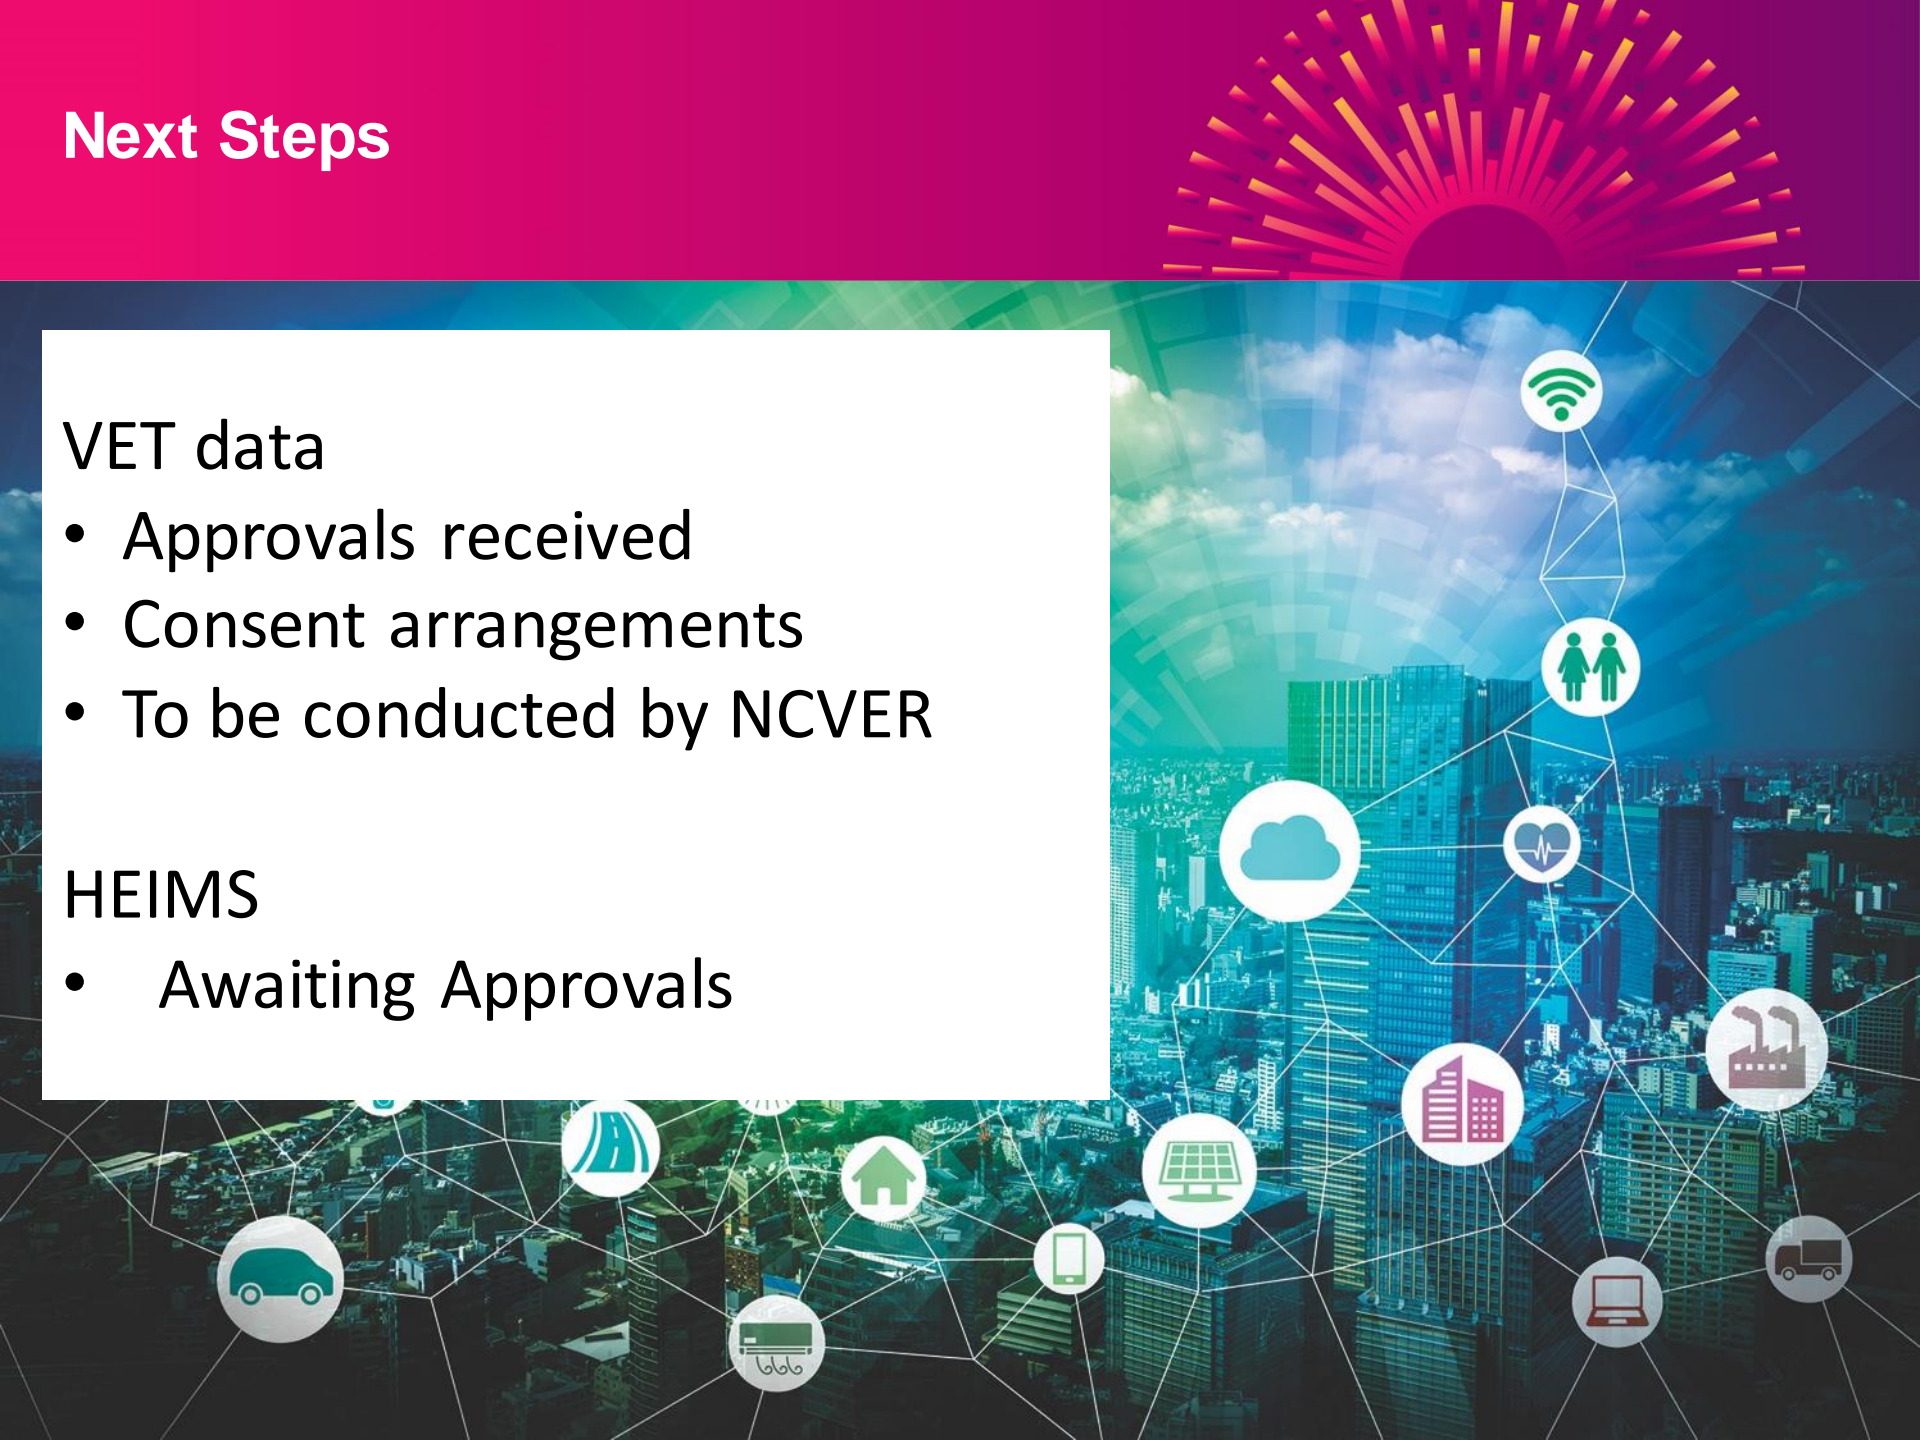 Next Steps
VET data
• Approvals received
• Consent arrangements
• To be conducted by NCVER
HEIMS
• Awaiting Approvals